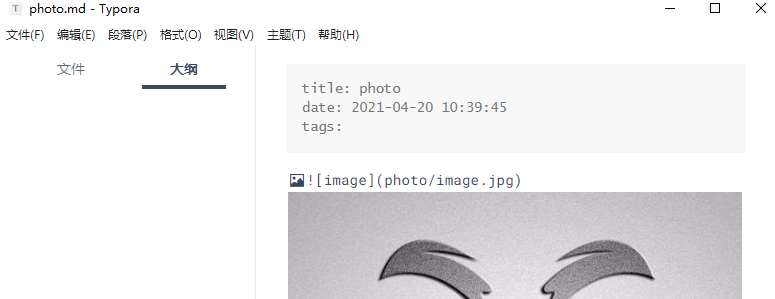 photo.md - Typora
文件(F) 编辑(E) 段落(P) 格式(O) 视图(V) 主题(T) 帮助(H)
文件 大纲
title: photo
date: 2021-04-20 10:39:45
tags:
![image](photo/image.jpg)